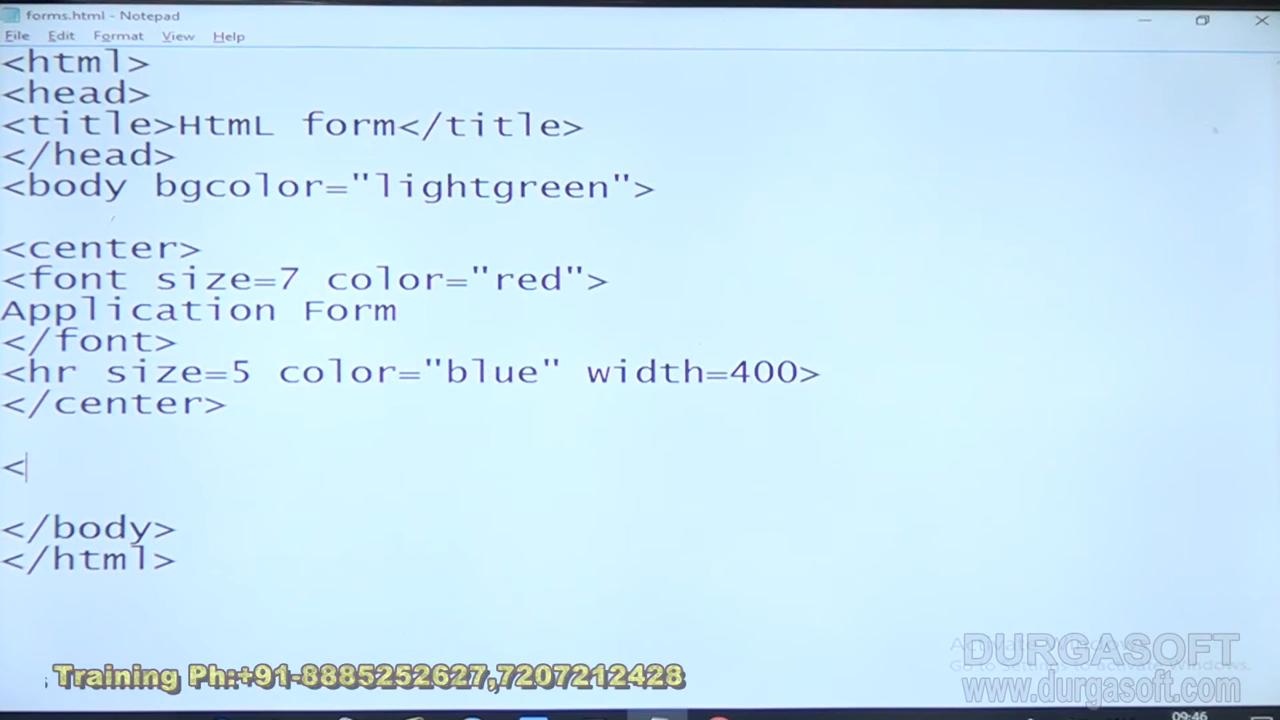 forms.html - Notepad
File Edit Format View Help
<html>
<head>
<title>HtmL form</title>
</head>
<body bgcolor="lightgreen">
<center>
<font size=7 color="red">
Application Form
</font>
<hr size=5 color="blue" width=400>
</center>
<
</body>
</html>
Training Ph:+91-8885252627,7207212428
DURGASOFT
www.durgasoft.com
09:46